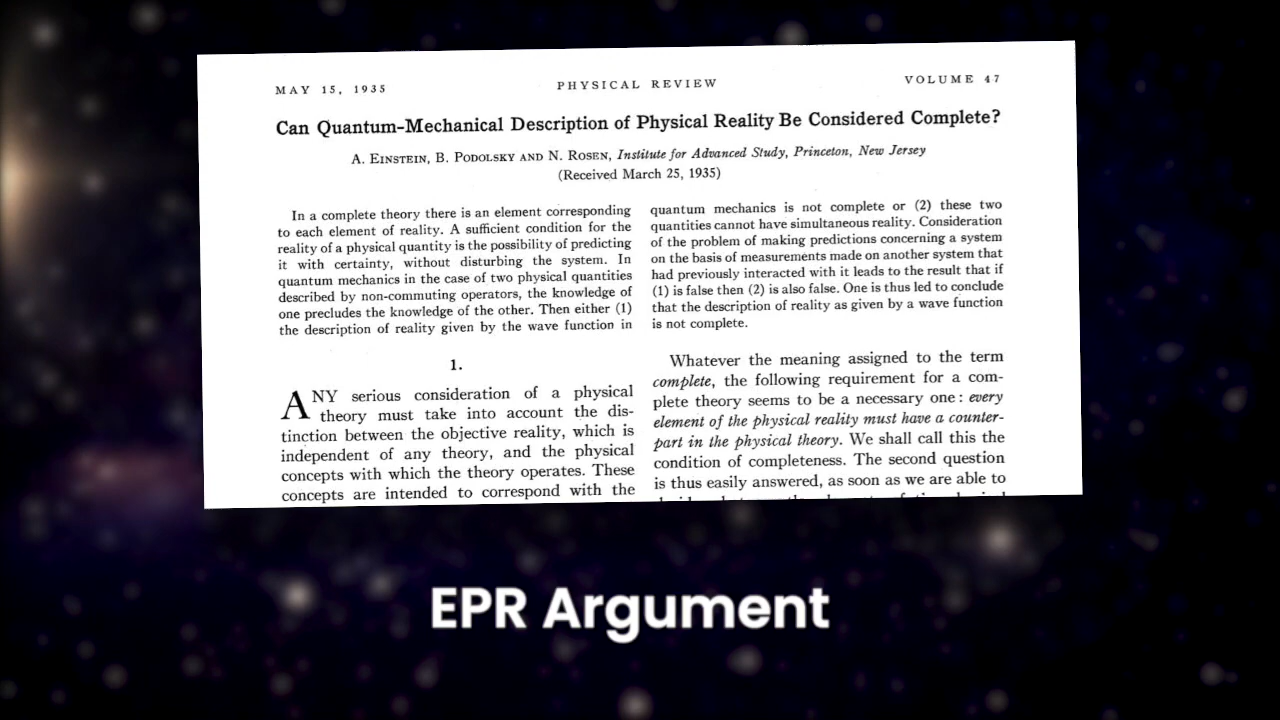 MAY 15, 1935 PHYSICAL REVIEW VOLUME 47
Can Quantum-Mechanical Description of Physical Reality Be Considered Complete?
A. EINSTEIN, B. PODOLSKY AND N. ROSEN, Institute for Advanced Study, Princeton, New Jersey
(Received March 25, 1935)
In a complete theory there is an element corresponding
to each element of reality. A sufficient condition for the
reality of a physical quantity is the possibility of predicting
it with certainty, without disturbing the system. In
quantum mechanics in the case of two physical quantities
described by non-commuting operators, the knowledge of
one precludes the knowledge of the other. Then either (1)
the description of reality given by the wave function in
quantum mechanics is not complete or (2) these two
quantities cannot have simultaneous reality. Consideration
of the problem of making predictions concerning a system
on the basis of measurements made on another system that
had previously interacted with it leads to the result that if
(1) is false then (2) is also false. One is thus led to conclude
that the description of reality as given by a wave function
is not complete.
1.
ANY serious consideration of a physical
theory must take into account the dis-
tinction between the objective reality, which is
independent of any theory, and the physical
concepts with which the theory operates. These
concepts are intended to correspond with the
Whatever the meaning assigned to the term
complete, the following requirement for a com-
plete theory seems to be a necessary one: every
element of the physical reality must have a counter-
part in the physical theory. We shall call this the
condition of completeness. The second question
is thus easily answered, as soon as we are able to
EPR Argument